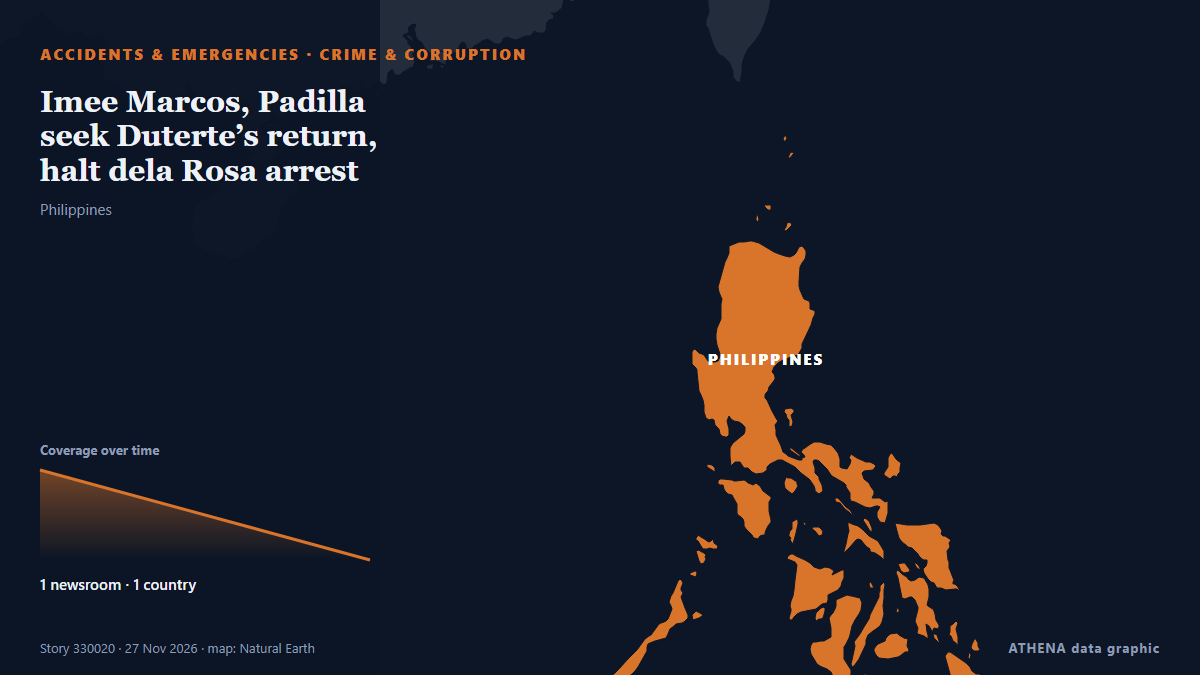 ACCIDENTS & EMERGENCIES · CRIME & CORRUPTION
Imee Marcos, Padilla
seek Duterte’s return,
halt dela Rosa arrest
Philippines
PHILIPPINES
Coverage over time
1 newsroom · 1 country
Story 330020 · 27 Nov 2026 · map: Natural Earth
ATHENA data graphic